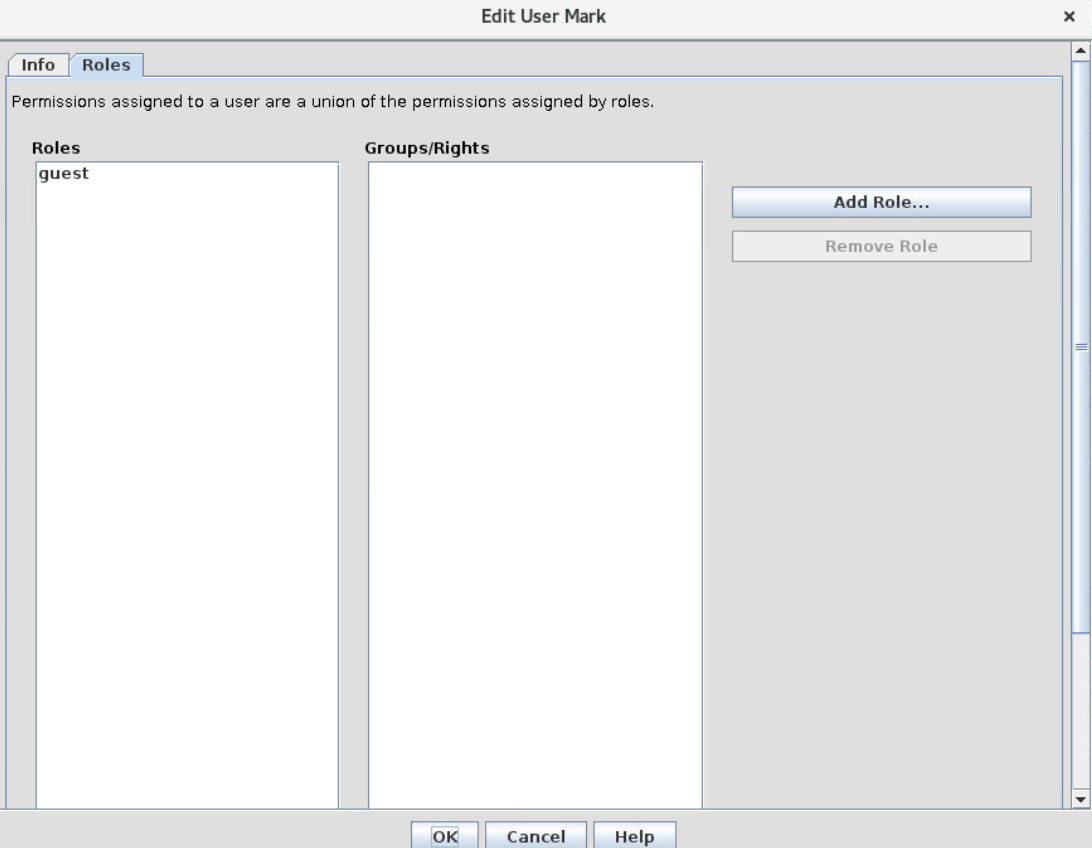 Edit User Mark ×
Info Roles
Permissions assigned to a user are a union of the permissions assigned by roles.
Roles Groups/Rights
guest
Add Role...
Remove Role
OK Cancel Help